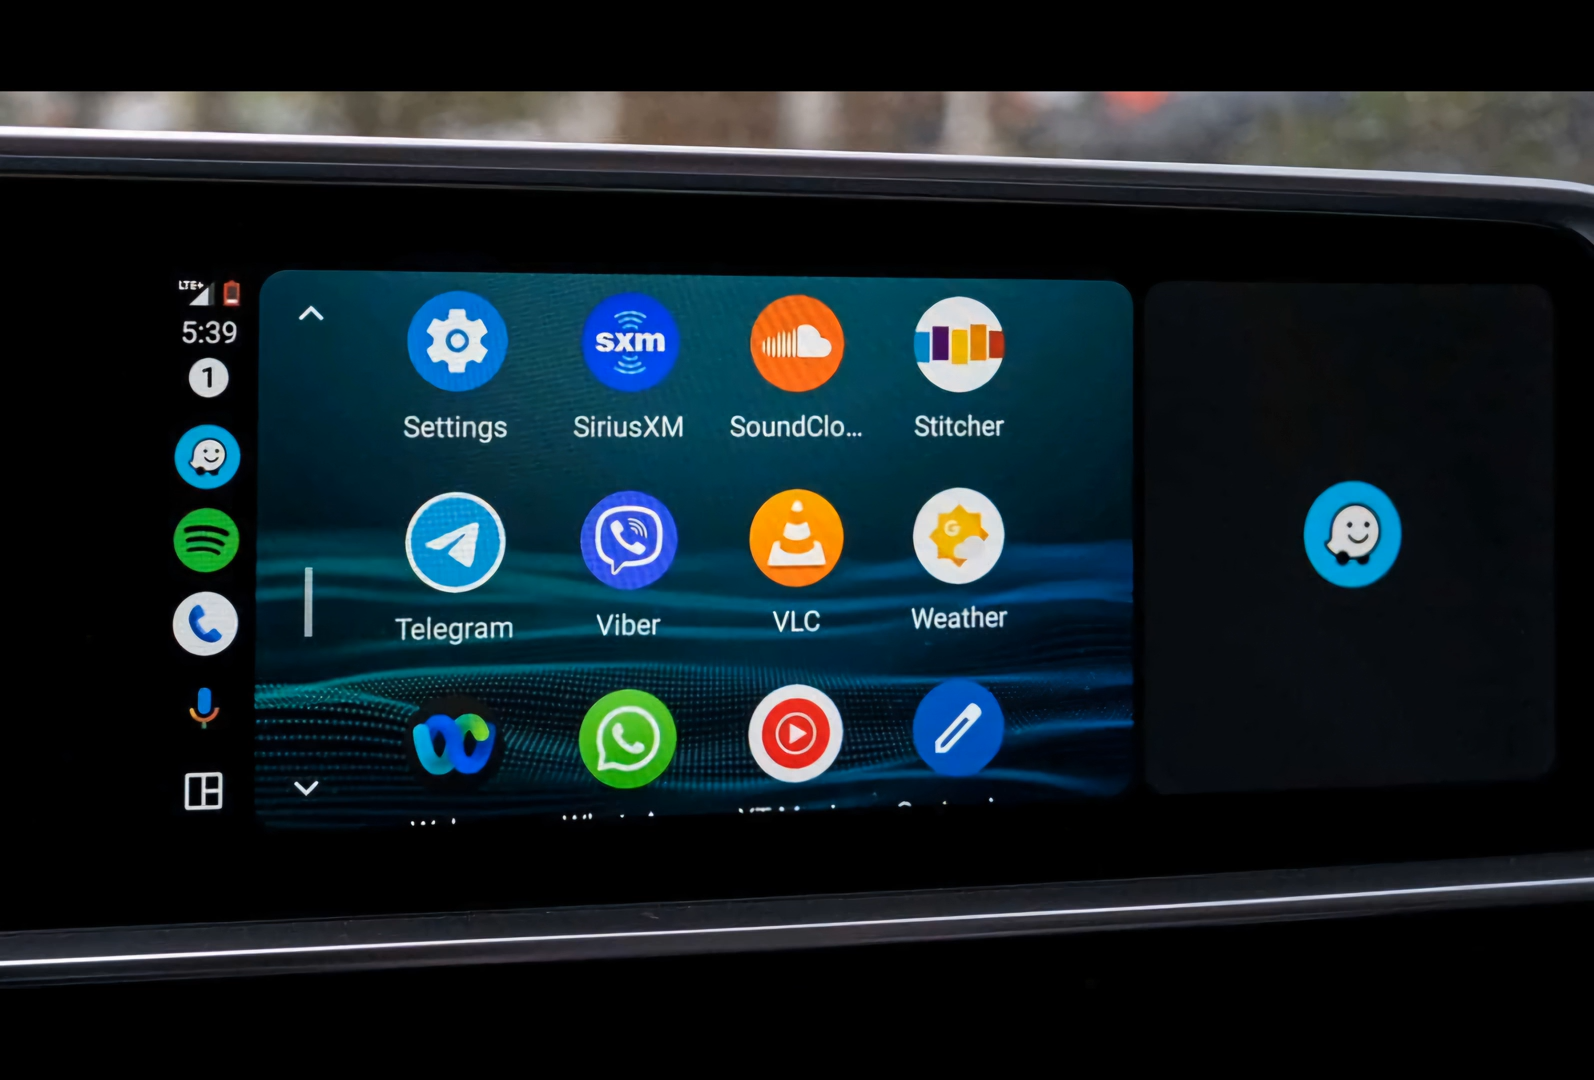 LTE+
5:39
1
sxm
Settings SiriusXM SoundClo... Stitcher
G
Telegram Viber VLC Weather